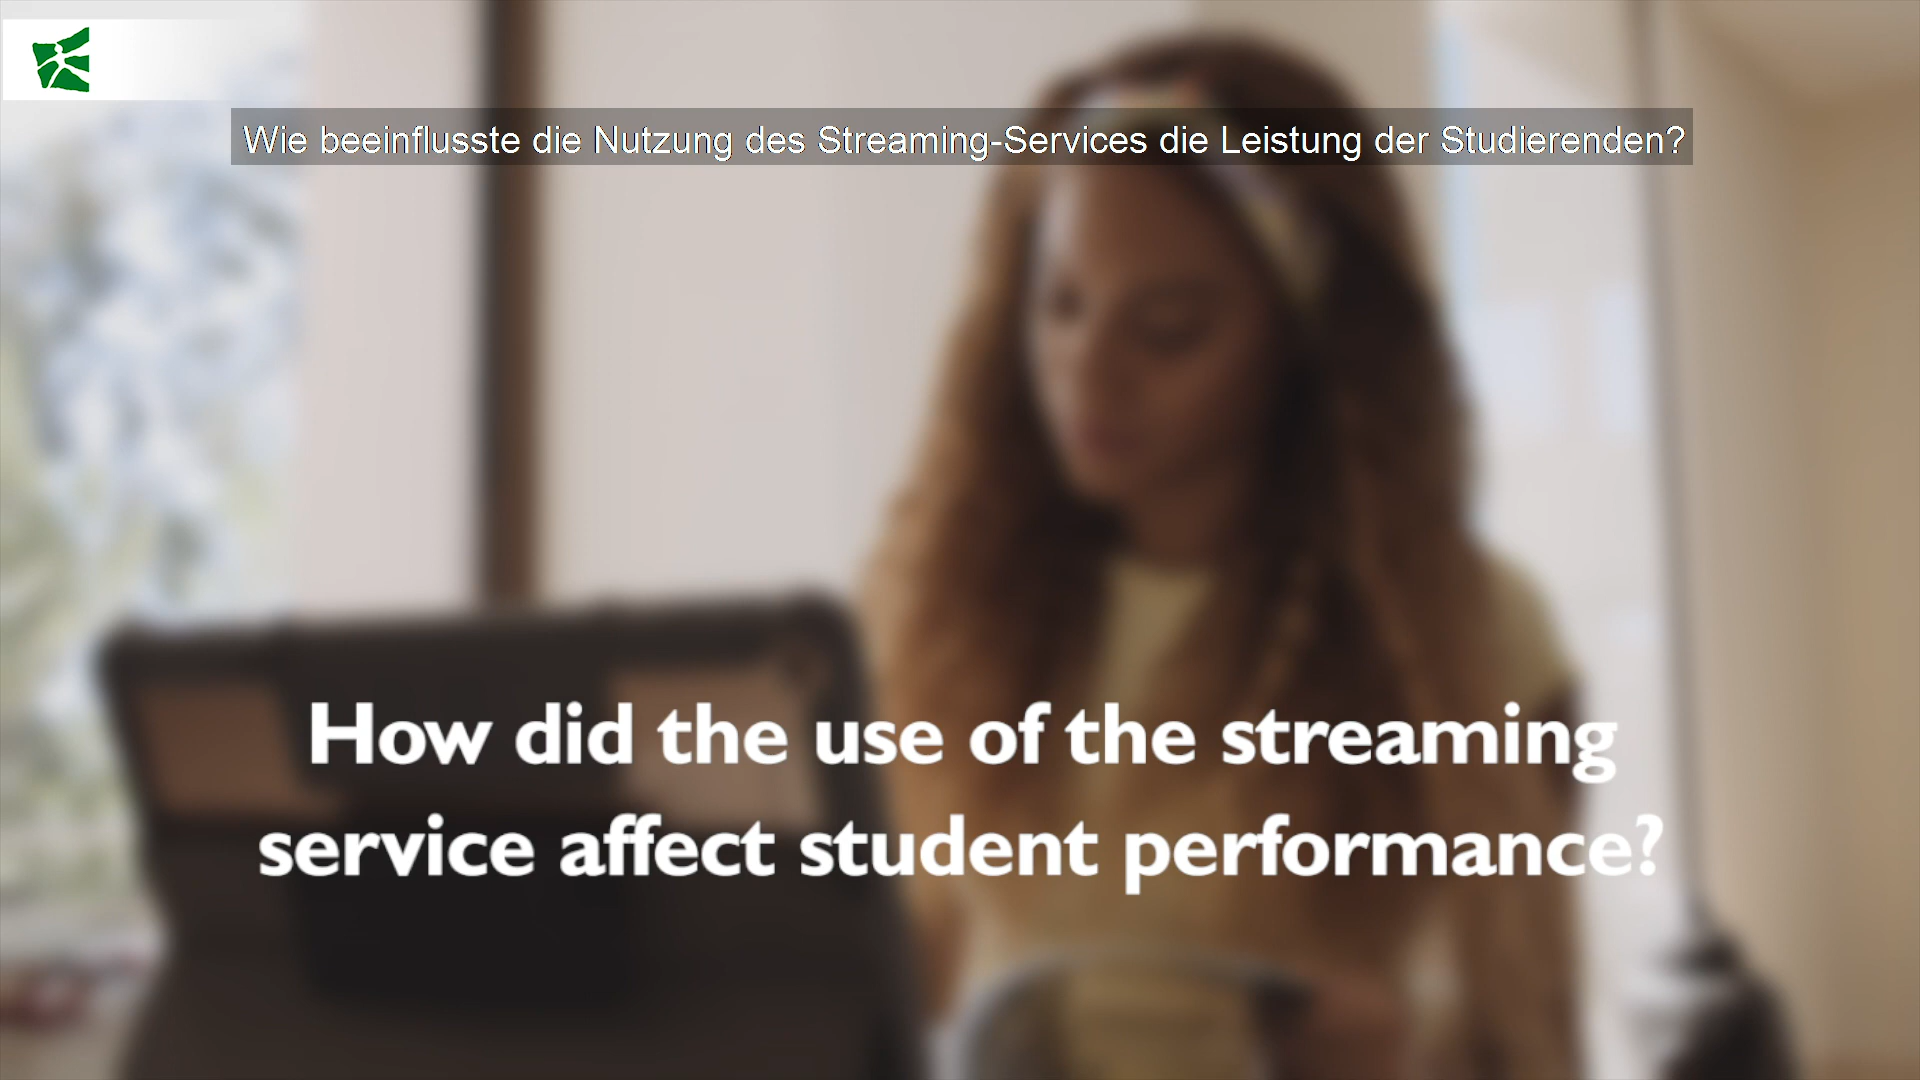 Wie beeinflusste die Nutzung des Streaming-Services die Leistung der Studierenden?
How did the use of the streaming
service affect student performance?